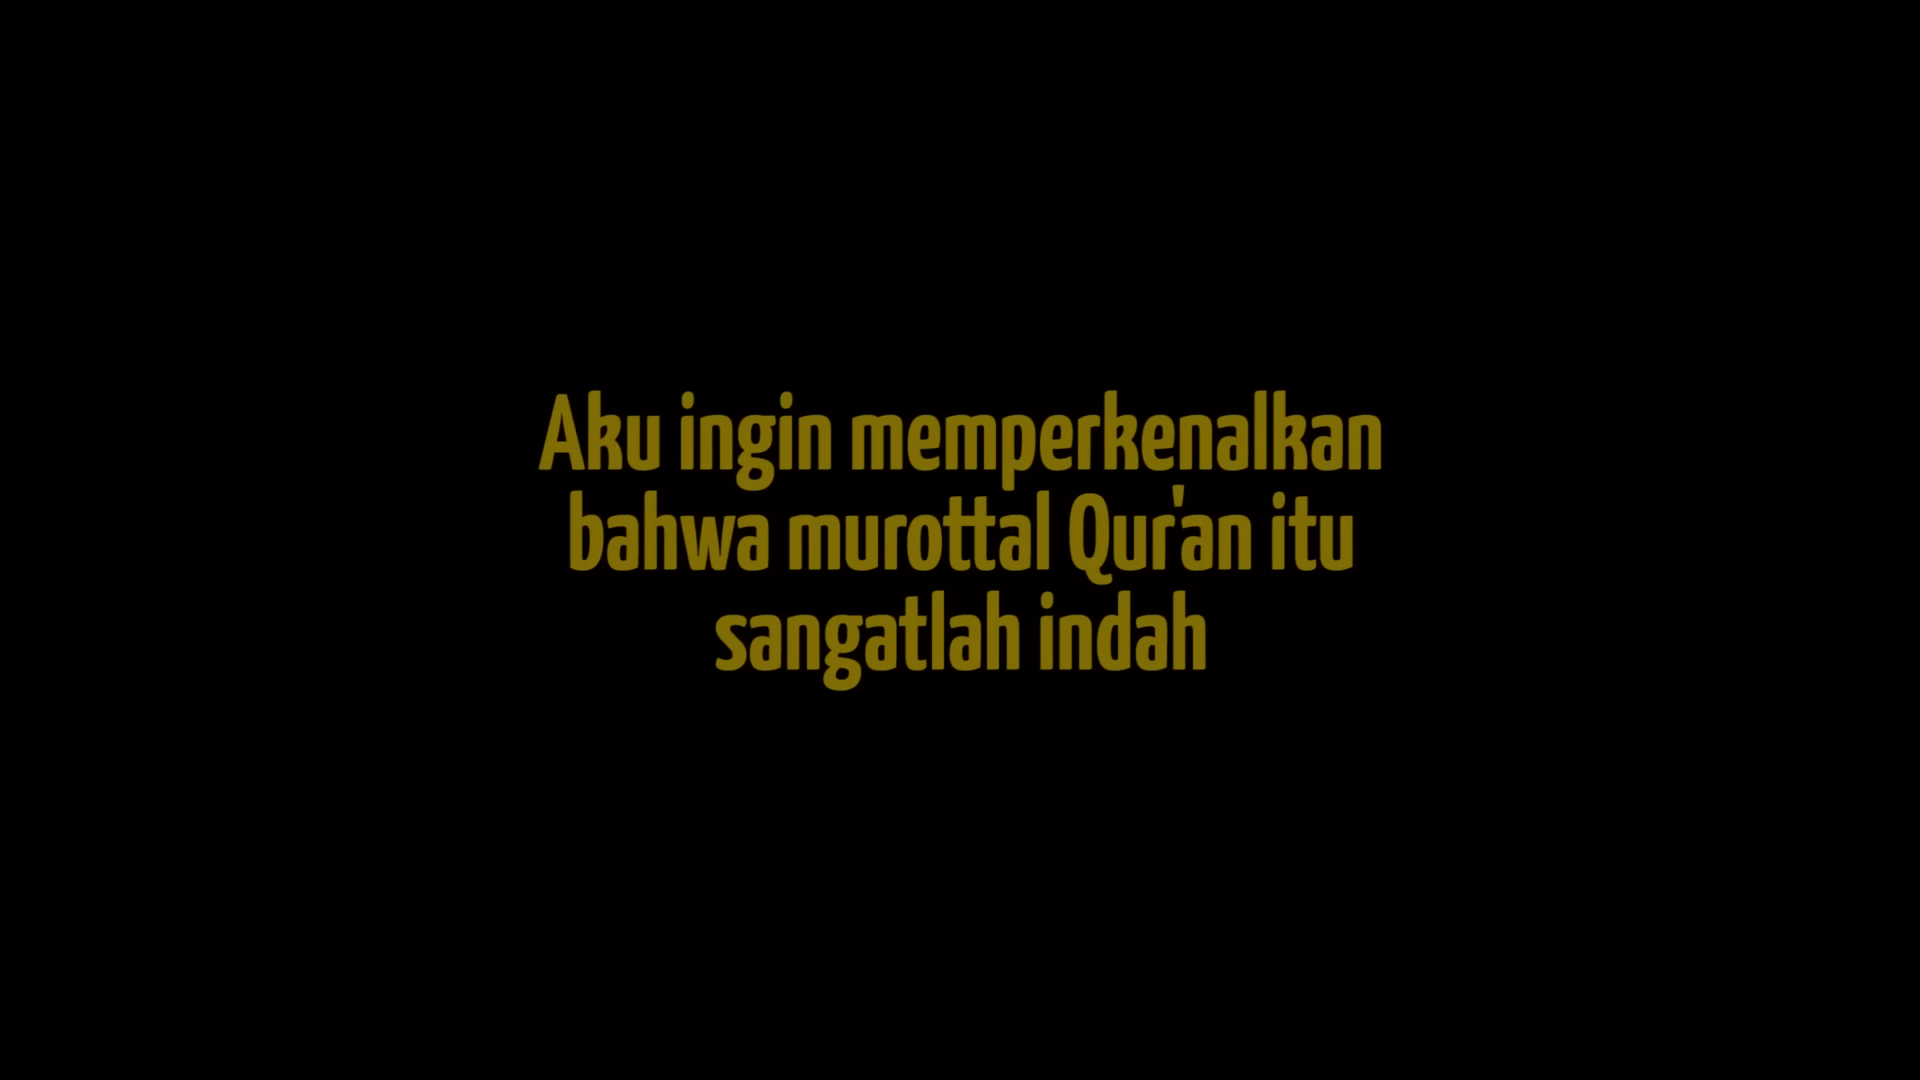 Aku ingin memperkenalkan
bahwa murottal Qur'an itu
sangatlah indah